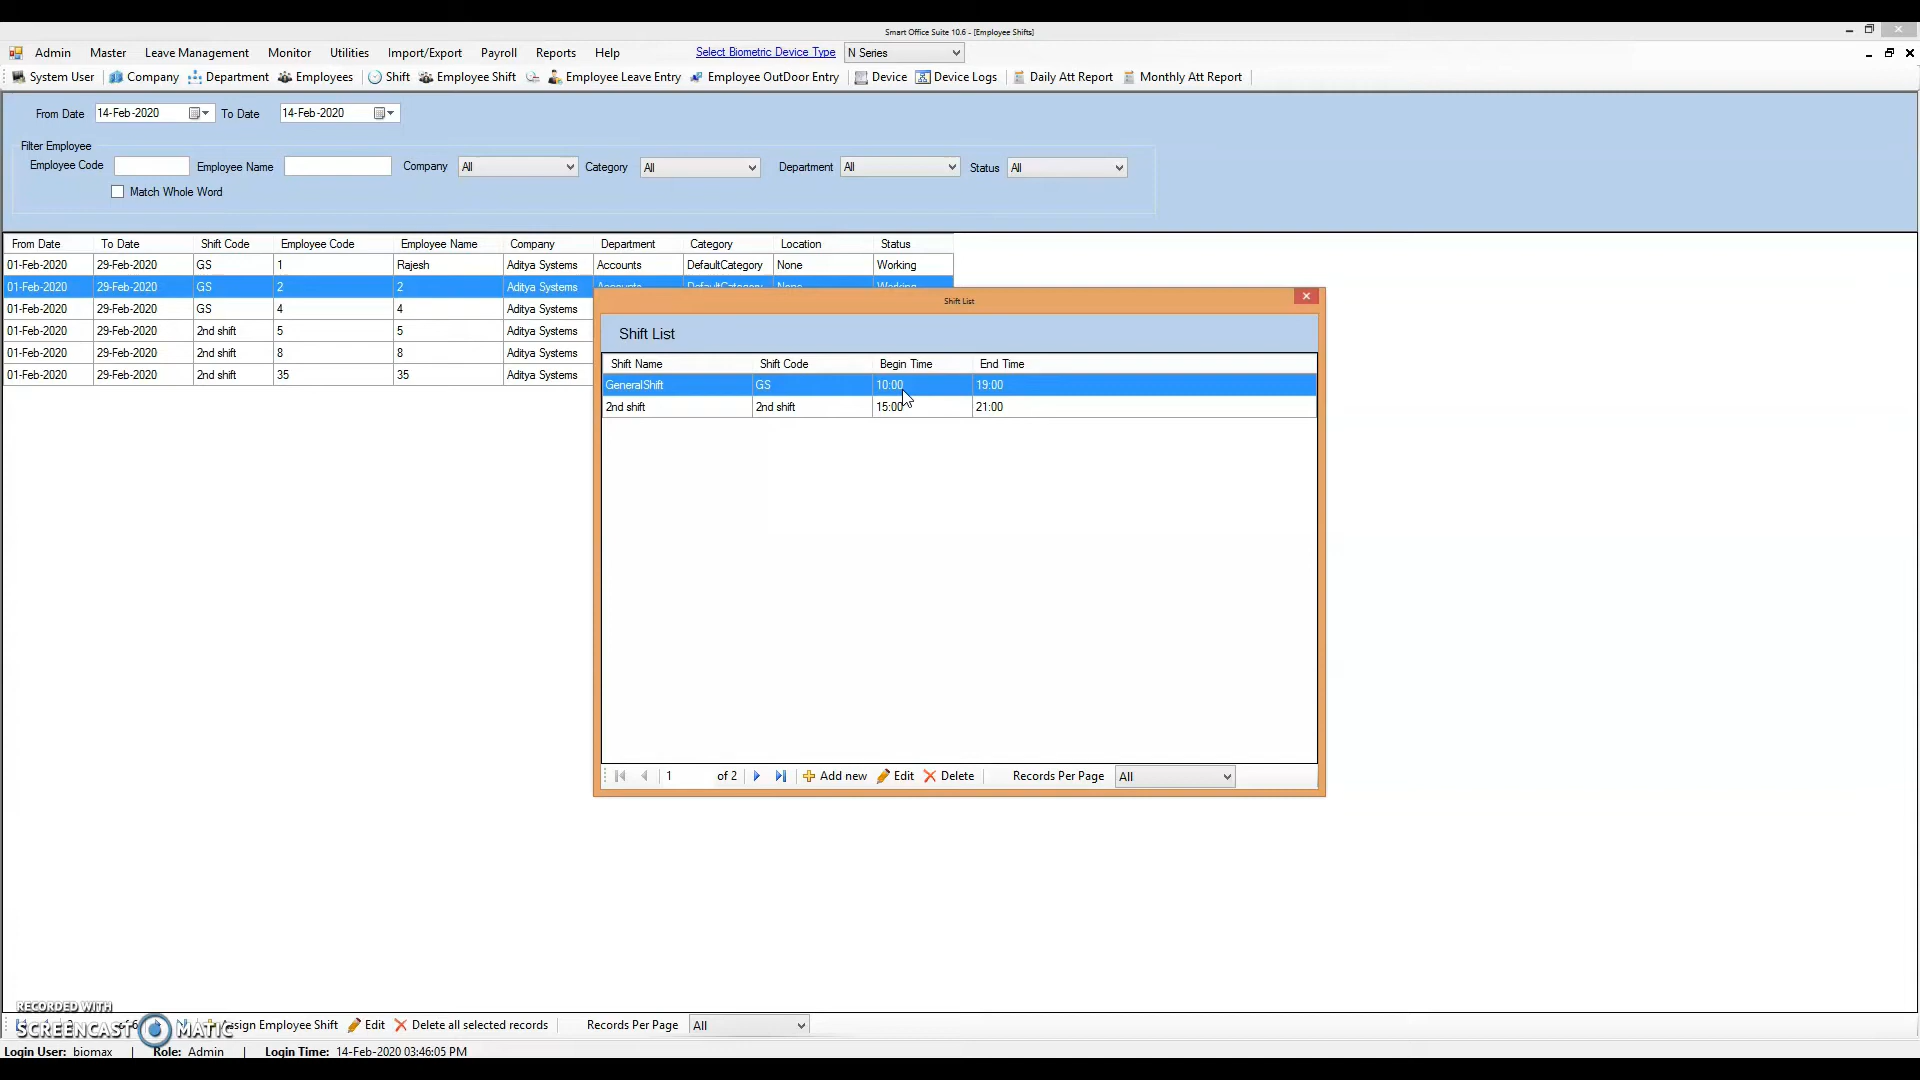 Smart Office Suite 10.6 - [Employee Shifts]
Admin Master Leave Management Monitor Utilities Import/Export Payroll Reports Help Select Biometric Device Type N Series
System User Company Department Employees Shift Employee Shift Employee Leave Entry Employee OutDoor Entry Device Device Logs Daily Att Report Monthly Att Report
From Date 14-Feb-2020 To Date 14-Feb-2020
Filter Employee
Employee Code Employee Name Company All Category All Department All Status All
Match Whole Word
From Date To Date Shift Code Employee Code Employee Name Company Department Category Location Status
01-Feb-2020 29-Feb-2020 GS 1 Rajesh Aditya Systems Accounts DefaultCategory None Working
01-Feb-2020 29-Feb-2020 GS 2 2 Aditya Systems Accounts DefaultCategory None Working
01-Feb-2020 29-Feb-2020 GS 4 4 Aditya Systems
01-Feb-2020 29-Feb-2020 2nd shift 5 5 Aditya Systems
01-Feb-2020 29-Feb-2020 2nd shift 8 8 Aditya Systems
01-Feb-2020 29-Feb-2020 2nd shift 35 35 Aditya Systems
Shift List
Shift List
Shift Name Shift Code Begin Time End Time
GeneralShift GS 10:00 19:00
2nd shift 2nd shift 15:00 21:00
1 of 2 Add new Edit Delete Records Per Page All
RECORDED WITH
SCREENCAST MATIC
of 6 Assign Employee Shift Edit Delete all selected records Records Per Page All
Login User: biomax | Role: Admin | Login Time: 14-Feb-2020 03:46:05 PM